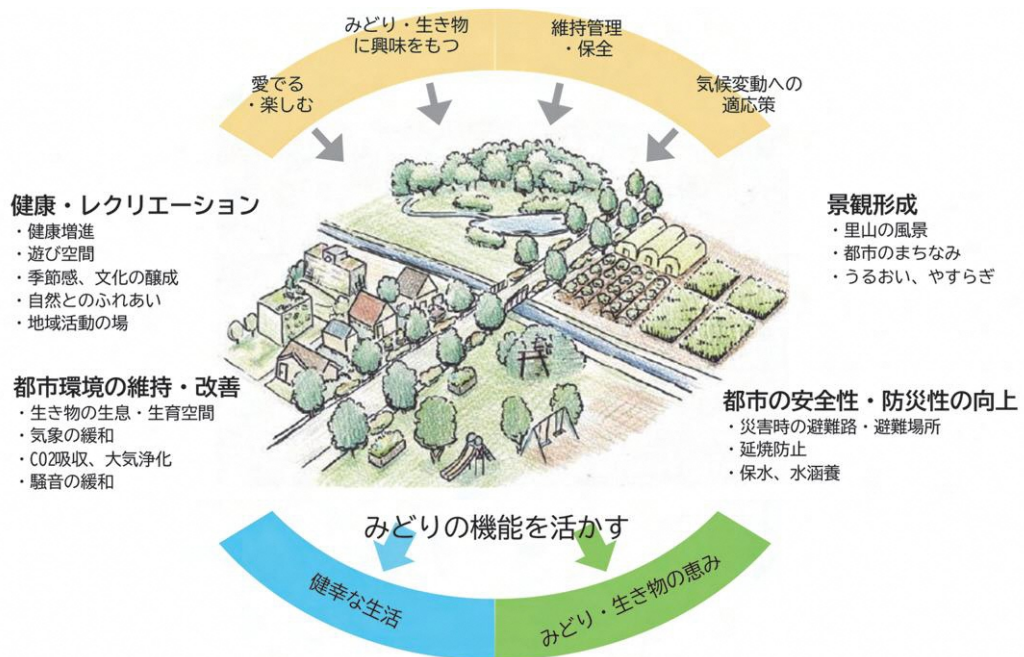 みどり・生き物
に興味をもつ
維持管理
・保全
愛でる
・楽しむ
気候変動への
適応策
健康・レクリエーション
・健康増進
・遊び空間
・季節感、文化の醸成
・自然とのふれあい
・地域活動の場
景観形成
・里山の風景
・都市のまちなみ
・うるおい、やすらぎ
都市環境の維持・改善
・生き物の生息・生育空間
・気象の緩和
・CO2吸収、大気浄化
・騒音の緩和
都市の安全性・防災性の向上
・災害時の避難路・避難場所
・延焼防止
・保水、水涵養
みどりの機能を活かす
健幸な生活
みどり・生き物の恵み